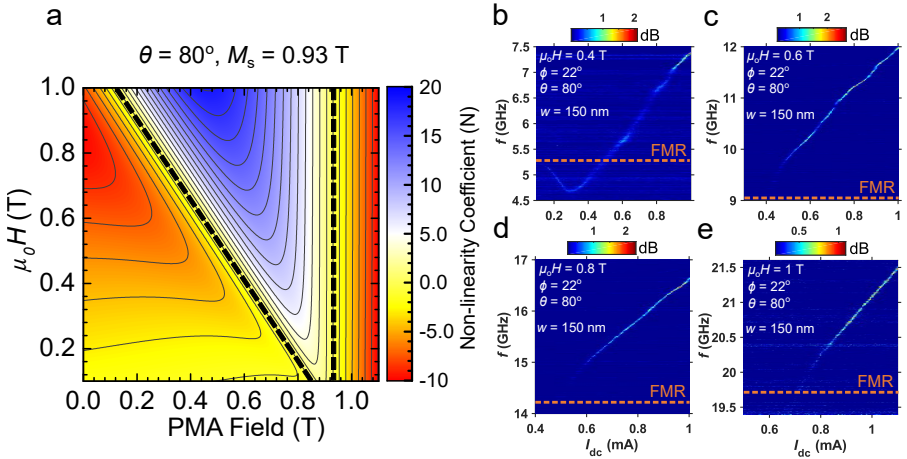 a
θ = 80°, Ms = 0.93 T
1.0
0.8
0.6
0.4
0.2
μ0H (T)
0.0 0.2 0.4 0.6 0.8 1.0
PMA Field (T)
20
15
10
5.0
0.0
-5.0
-10
Non-linearity Coefficient (N)
b
1 2
dB
7.5
7
6.5
6
5.5
5
4.5
f (GHz)
μoH = 0.4 T
ϕ = 22°
θ = 80°
w = 150 nm
FMR
0.2 0.4 0.6 0.8
c
1 2
dB
12
11
10
9
f (GHz)
μoH = 0.6 T
ϕ = 22°
θ = 80°
w = 150 nm
FMR
0.4 0.6 0.8 1
d
1 2
dB
17
16
15
14
f (GHz)
μoH = 0.8 T
ϕ = 22°
θ = 80°
w = 150 nm
FMR
0.4 0.6 0.8 1
Idc (mA)
e
0.5 1
dB
21.5
21
20.5
20
19.5
f (GHz)
μoH = 1 T
ϕ = 22°
θ = 80°
w = 150 nm
FMR
0.6 0.8 1
Idc (mA)